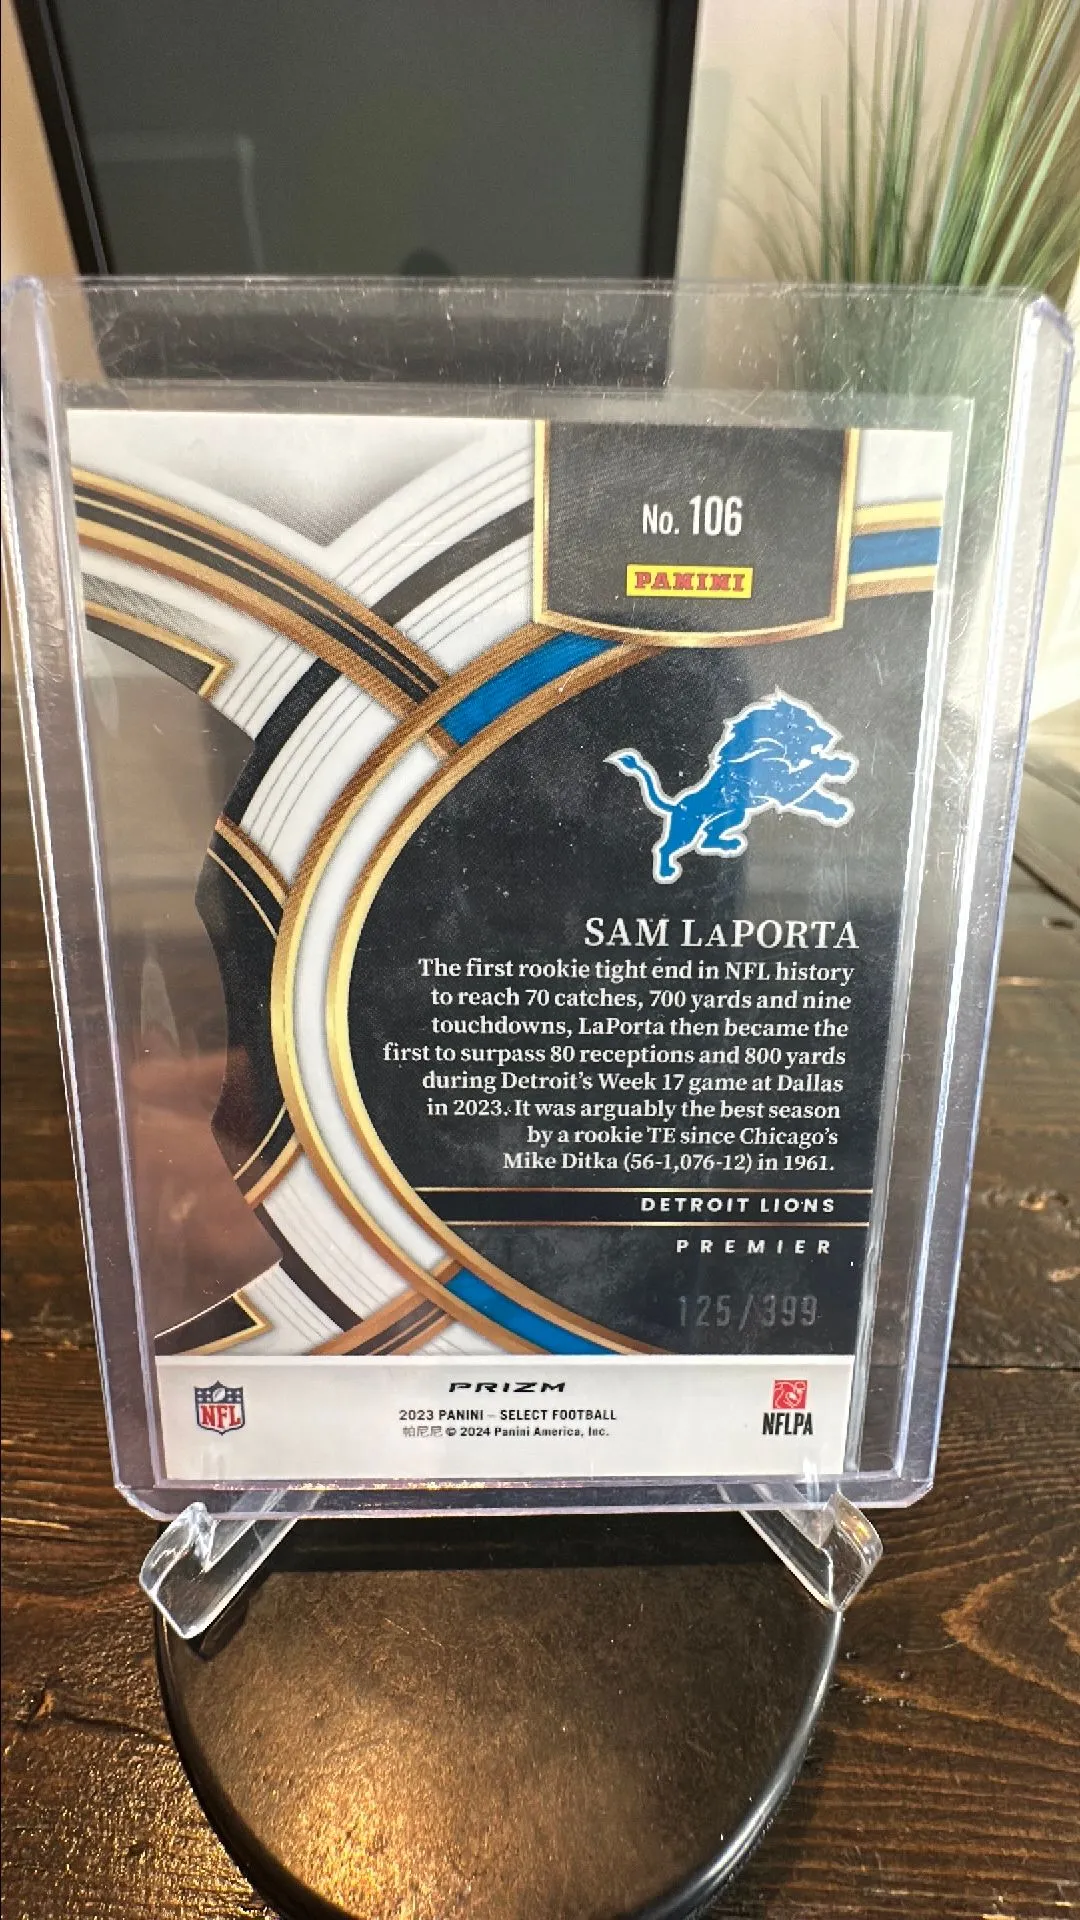 No. 106
PANINI
SAM LAPORTA
The first rookie tight end in NFL history
to reach 70 catches, 700 yards and nine
touchdowns, LaPorta then became the
first to surpass 80 receptions and 800 yards
during Detroit's Week 17 game at Dallas
in 2023. It was arguably the best season
by a rookie TE since Chicago's
Mike Ditka (56-1,076-12) in 1961.
DETROIT LIONS
PREMIER
125/399
PRIZM
NFL
2023 PANINI – SELECT FOOTBALL
帕尼尼 © 2024 Panini America, Inc.
NFLPA